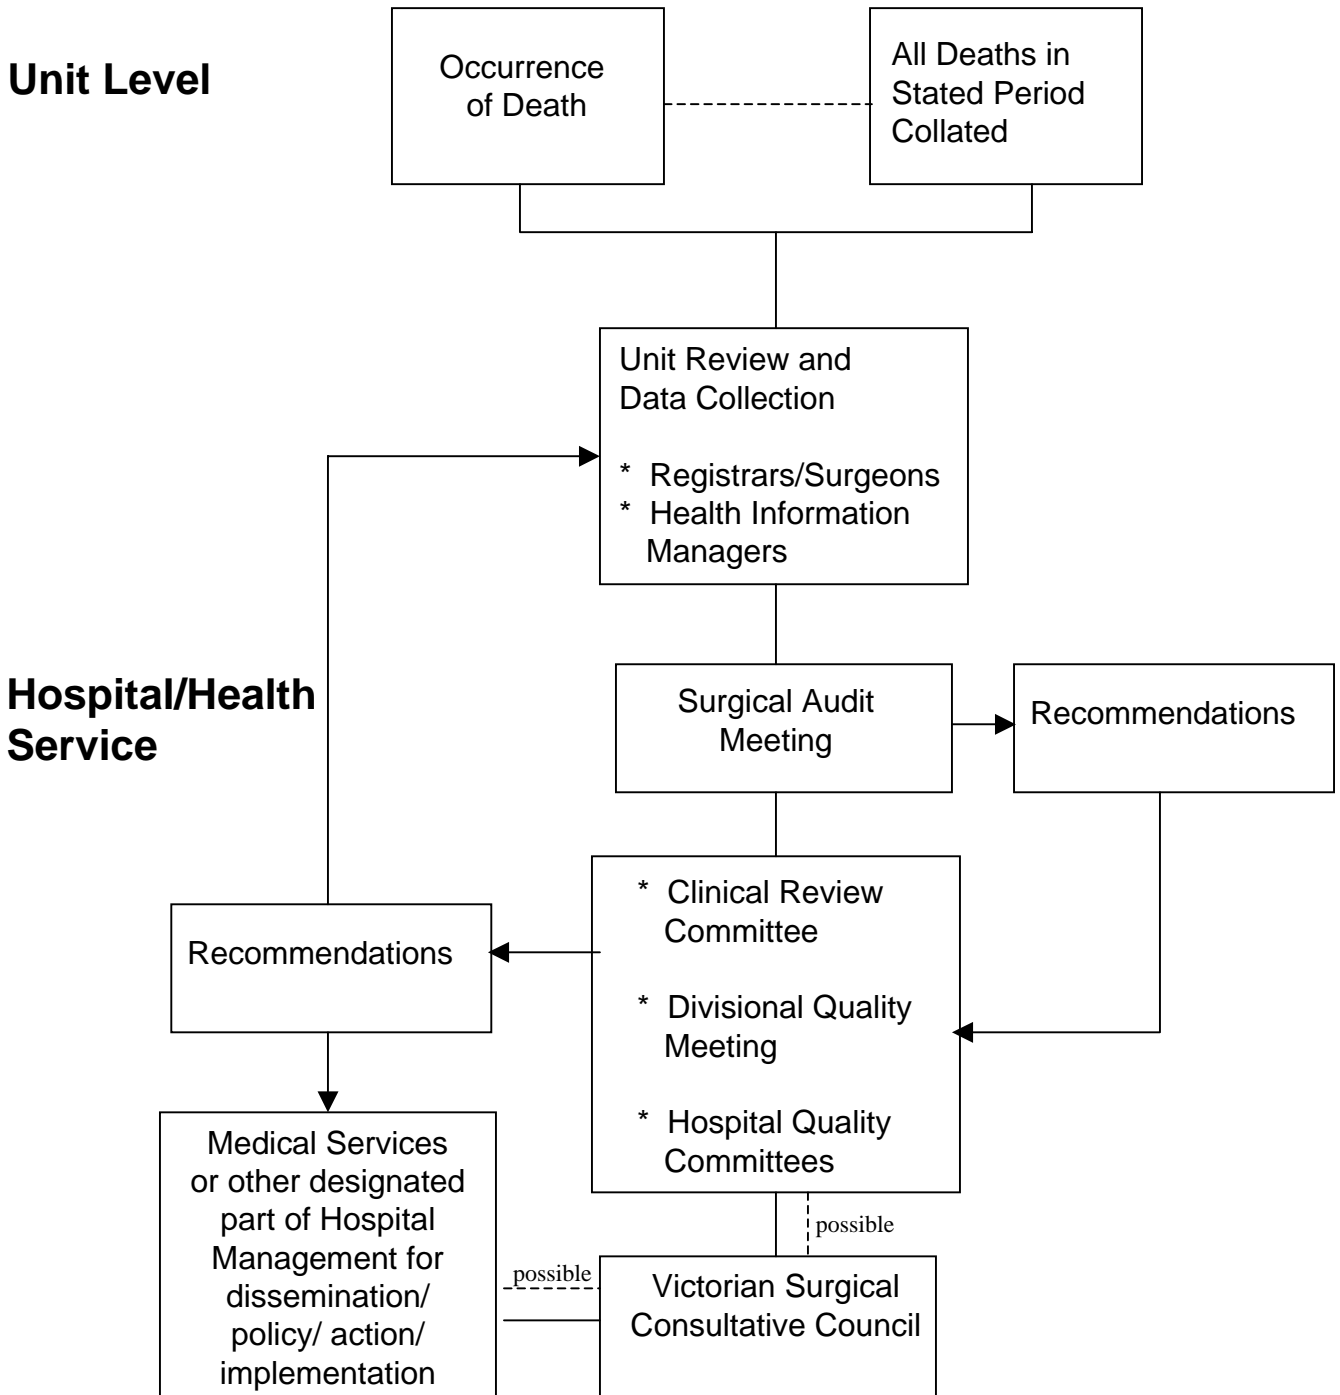 Unit Level
Occurrence
of Death
All Deaths in
Stated Period
Collated
Unit Review and
Data Collection
* Registrars/Surgeons
* Health Information
Managers
Hospital/Health
Service
Surgical Audit
Meeting
Recommendations
* Clinical Review
Committee
* Divisional Quality
Meeting
* Hospital Quality
Committees
Recommendations
Medical Services
or other designated
part of Hospital
Management for
dissemination/
policy/ action/
implementation
possible
possible
Victorian Surgical
Consultative Council